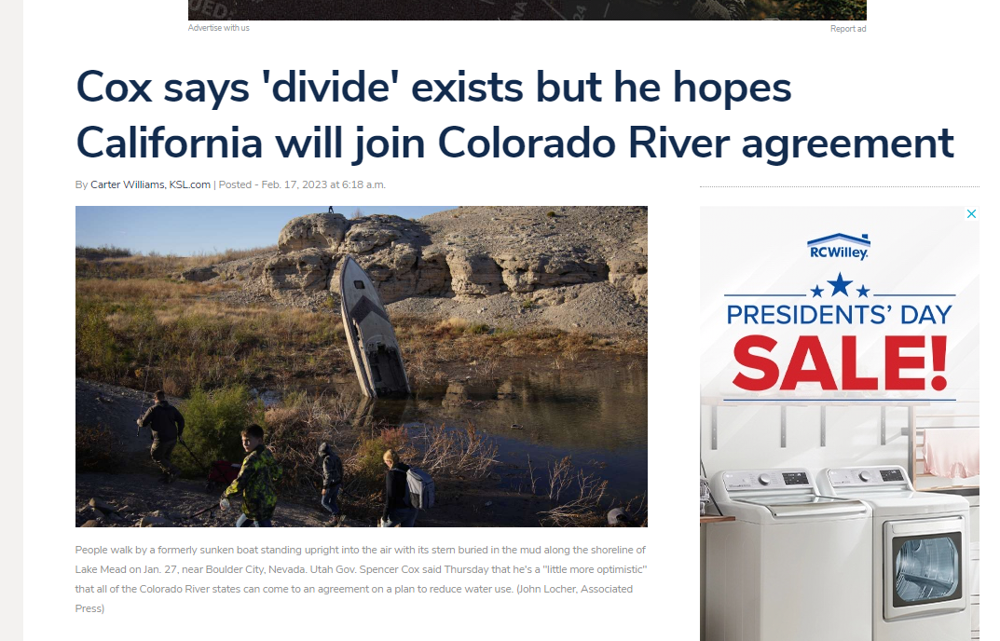 UED:
NA
24
Advertise with us
Report ad
Cox says 'divide' exists but he hopes
California will join Colorado River agreement
By Carter Williams, KSL.com | Posted - Feb. 17, 2023 at 6:18 a.m.
People walk by a formerly sunken boat standing upright into the air with its stern buried in the mud along the shoreline of
Lake Mead on Jan. 27, near Boulder City, Nevada. Utah Gov. Spencer Cox said Thursday that he's a "little more optimistic"
that all of the Colorado River states can come to an agreement on a plan to reduce water use. (John Locher, Associated
Press)
RCWilley.
PRESIDENTS' DAY
SALE!